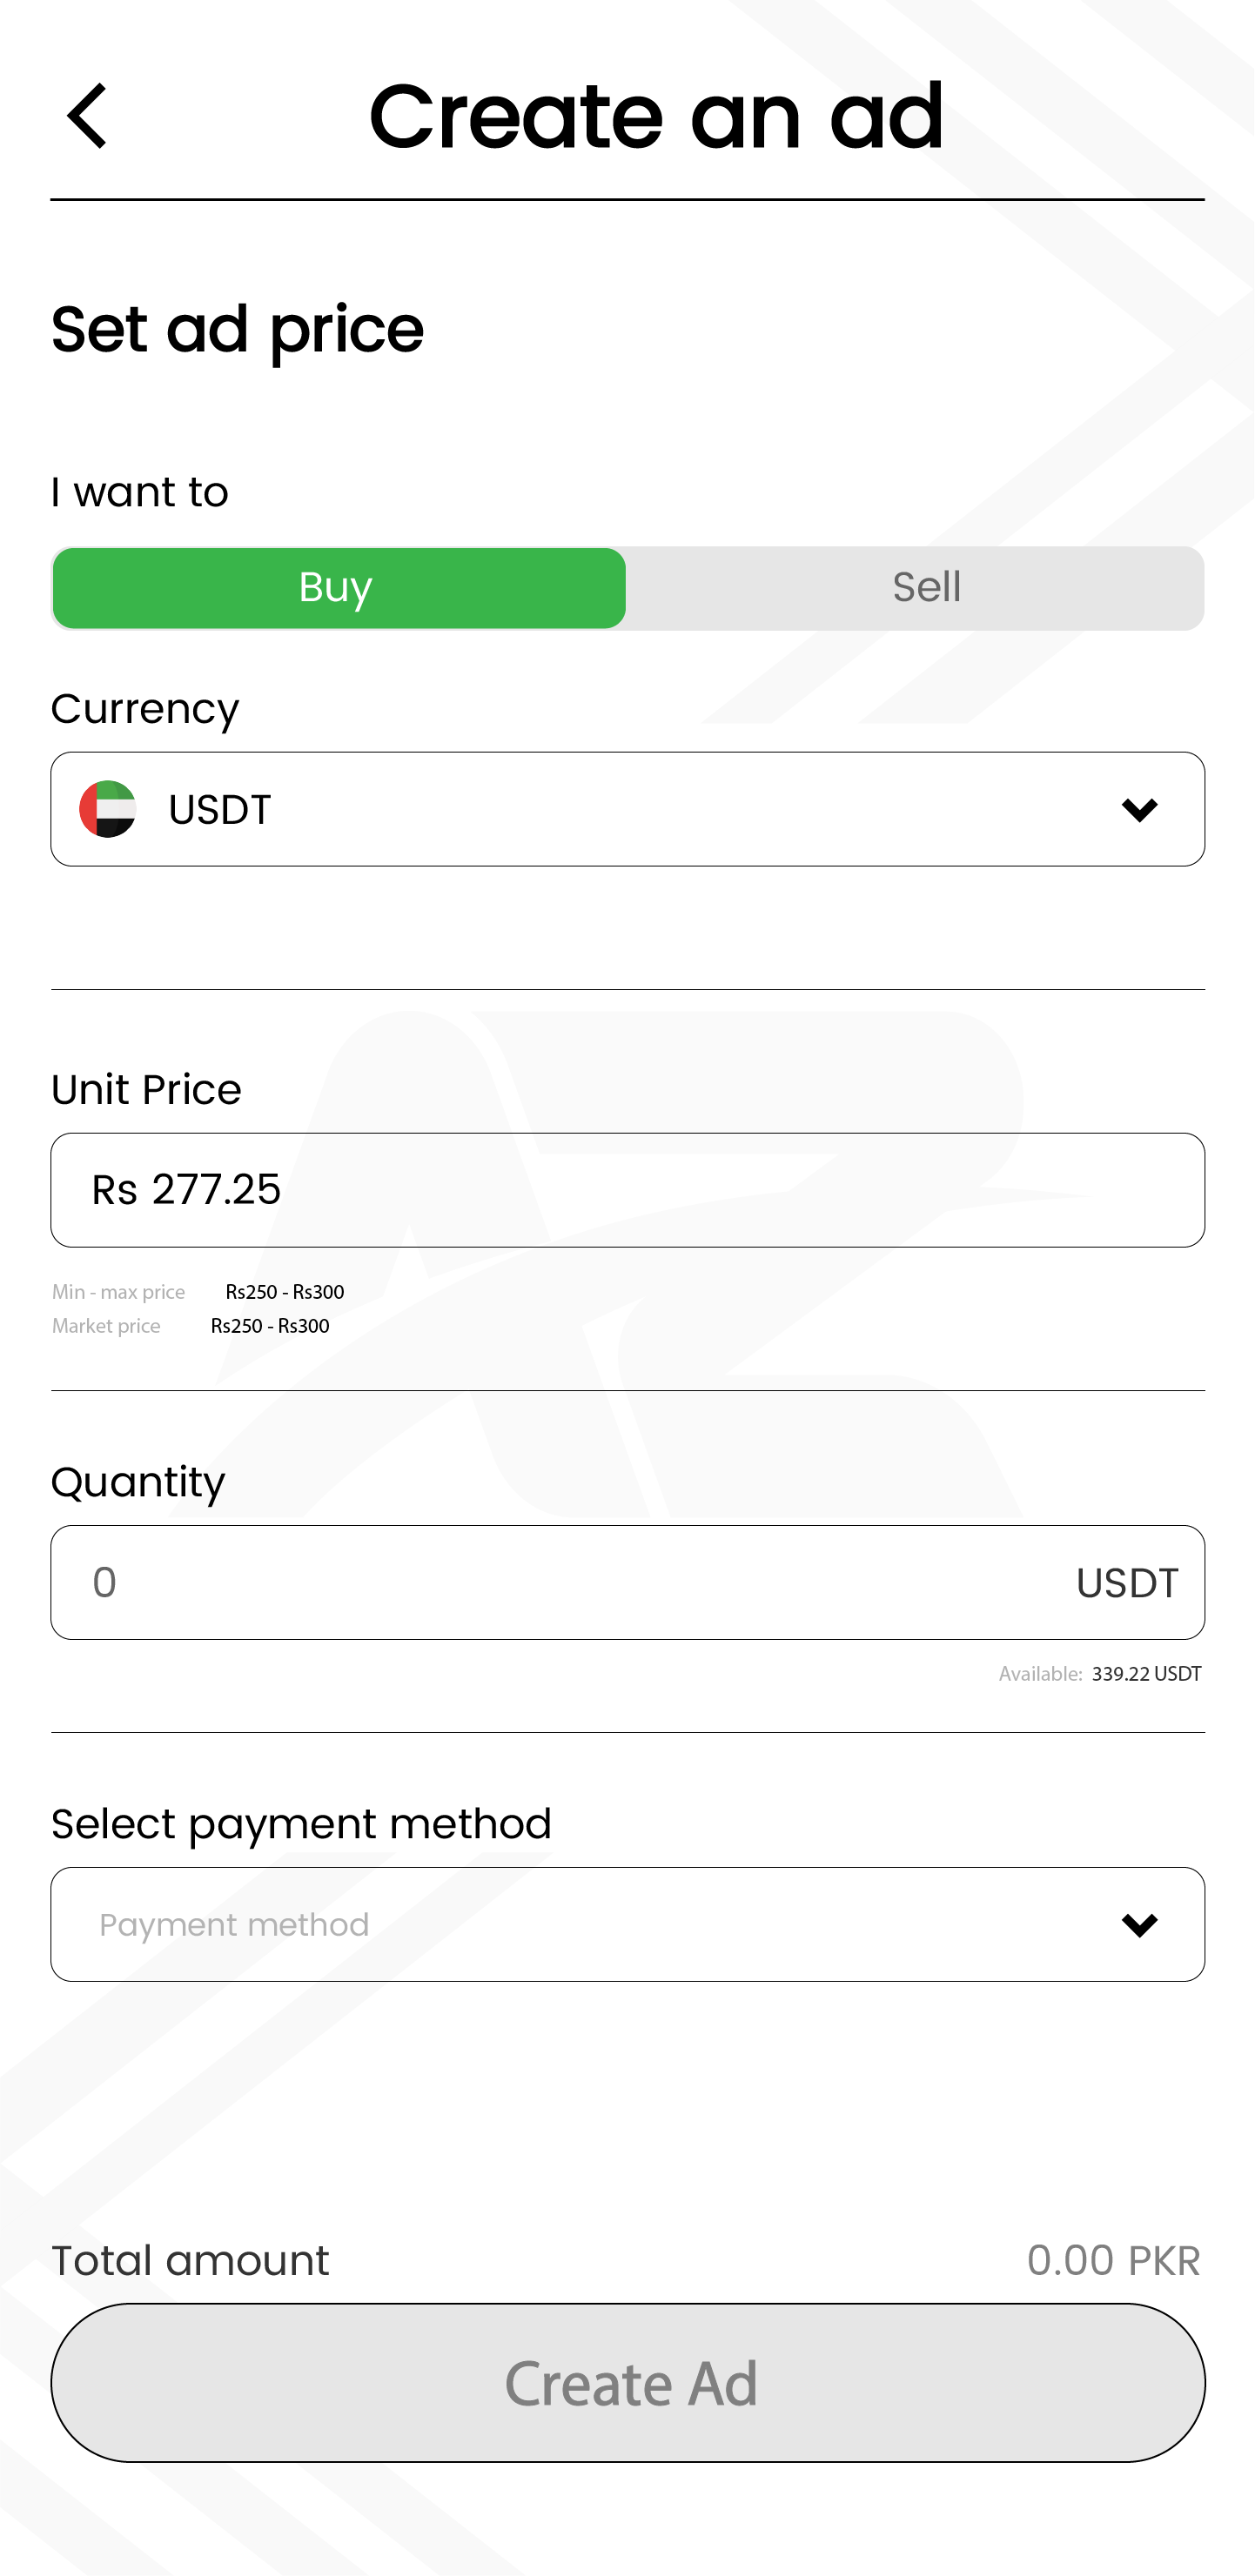 Create an ad
Set ad price
I want to
Buy Sell
Currency
USDT
Unit Price
Rs 277.25
Min - max price Rs250 - Rs300
Market price Rs250 - Rs300
Quantity
0 USDT
Available: 339.22 USDT
Select payment method
Payment method
Total amount 0.00 PKR
Create Ad